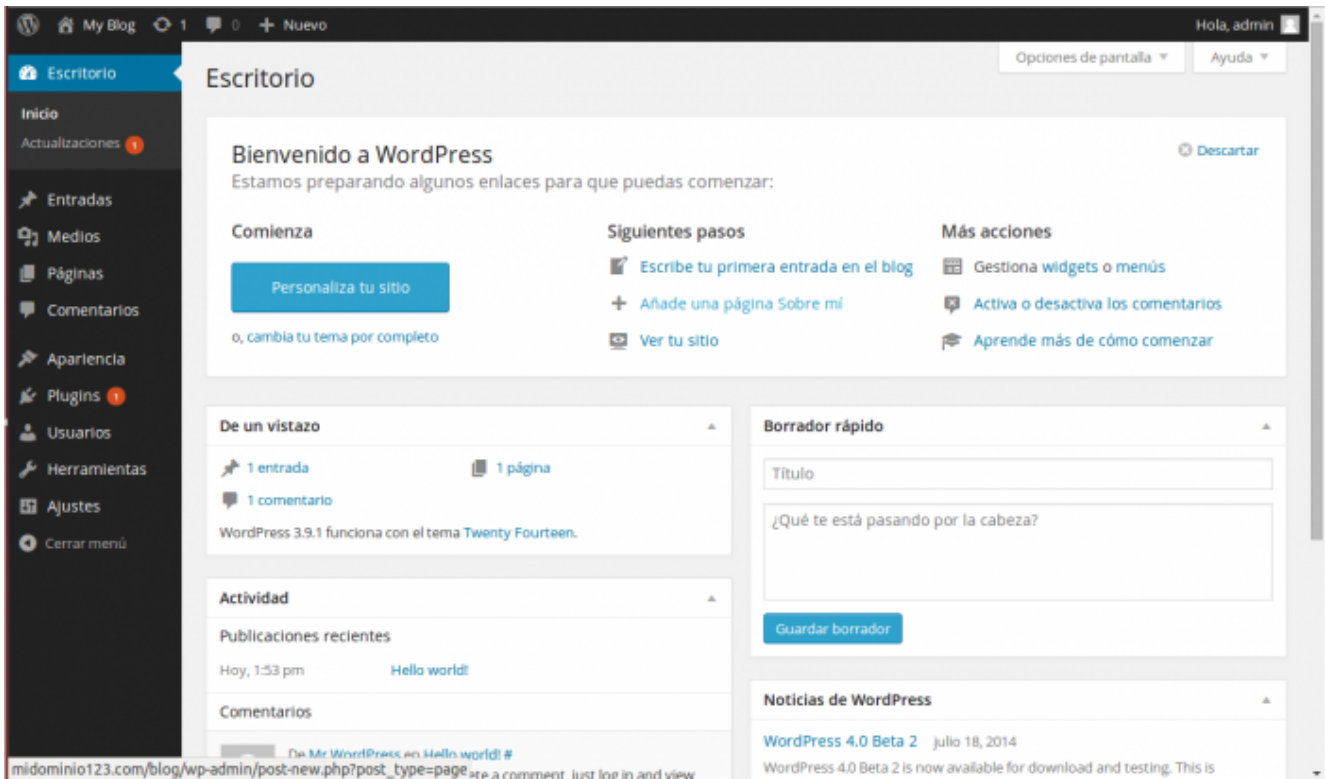 My Blog 1 0 + Nuevo
Hola, admin
Escritorio
Inicio
Actualizaciones 1
Entradas
Medios
Páginas
Comentarios
Apariencia
Plugins 1
Usuarios
Herramientas
Ajustes
Cerrar menú
Opciones de pantalla
Ayuda
Escritorio
Bienvenido a WordPress
Descartar
Estamos preparando algunos enlaces para que puedas comenzar:
Comienza
Personaliza tu sitio
o, cambia tu tema por completo
Siguientes pasos
Escribe tu primera entrada en el blog
Añade una página Sobre mí
Ver tu sitio
Más acciones
Gestiona widgets o menús
Activa o desactiva los comentarios
Aprende más de cómo comenzar
De un vistazo
1 entrada
1 página
1 comentario
WordPress 3.9.1 funciona con el tema Twenty Fourteen.
Actividad
Publicaciones recientes
Hoy, 1:53 pm Hello world!
Comentarios
De Mr WordPress en Hello world! #
a comment, just log in and view
Borrador rápido
Título
¿Qué te está pasando por la cabeza?
Guardar borrador
Noticias de WordPress
WordPress 4.0 Beta 2 julio 18, 2014
WordPress 4.0 Beta 2 is now available for download and testing. This is
midominio123.com/blog/wp-admin/post-new.php?post_type=page